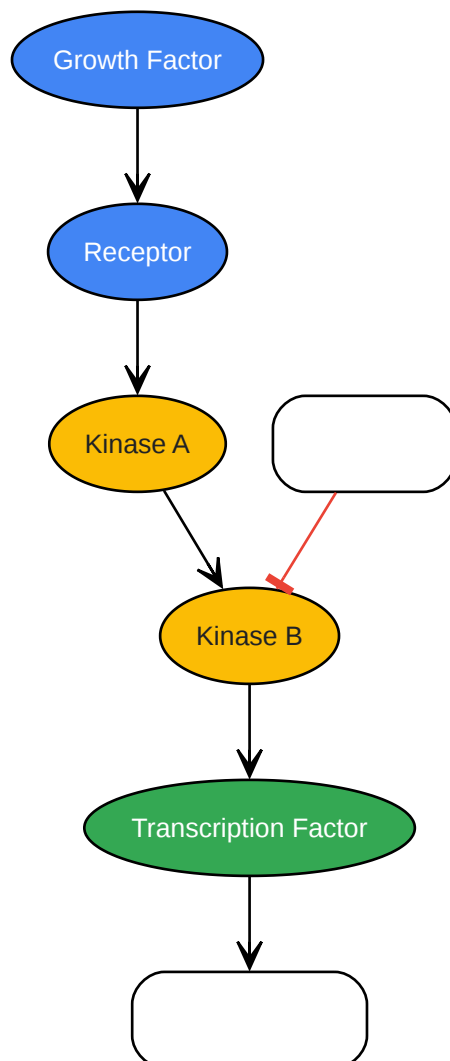 Growth Factor
Receptor
Kinase A
Kinase B
Transcription Factor